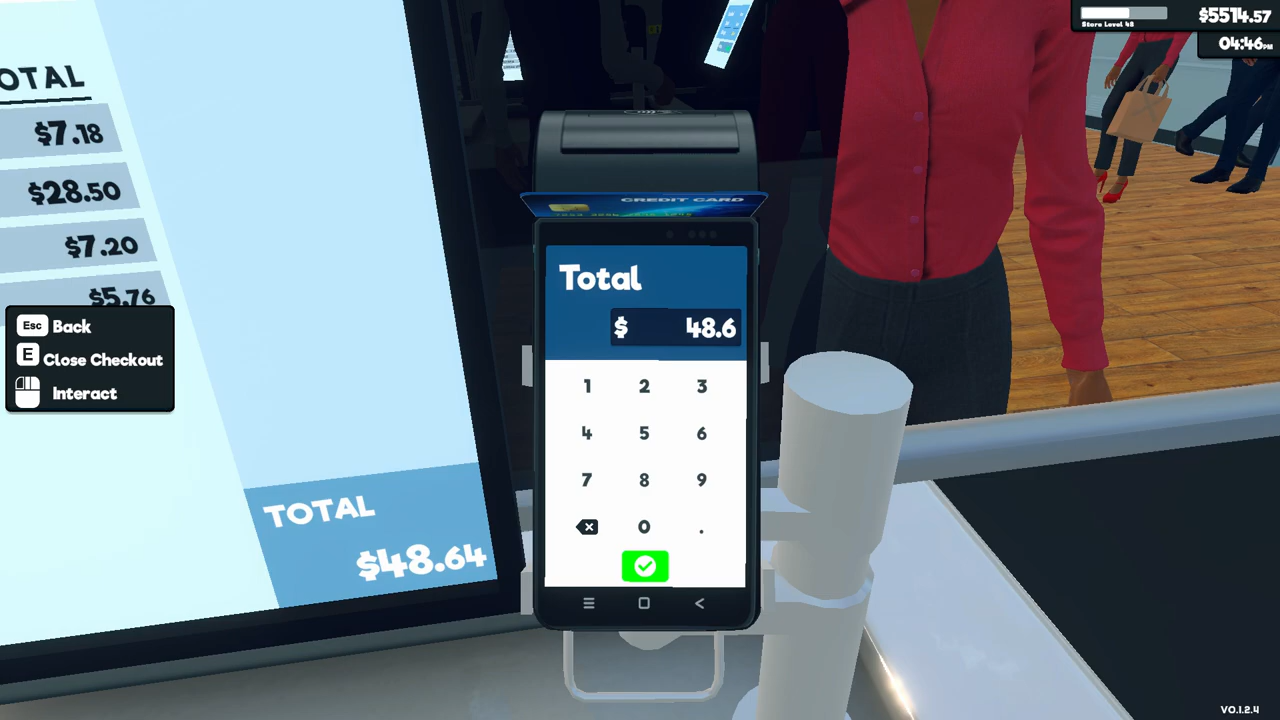 OTAL
$7.18
$28.50
$7.20
$5.76
Esc Back
E Close Checkout
Interact
TOTAL
$48.64
CREDIT CARD
Total
$ 48.6
1 2 3
4 5 6
7 8 9
0 .
$5514.57
Store Level 48
04:46PM
V0.1.2.4